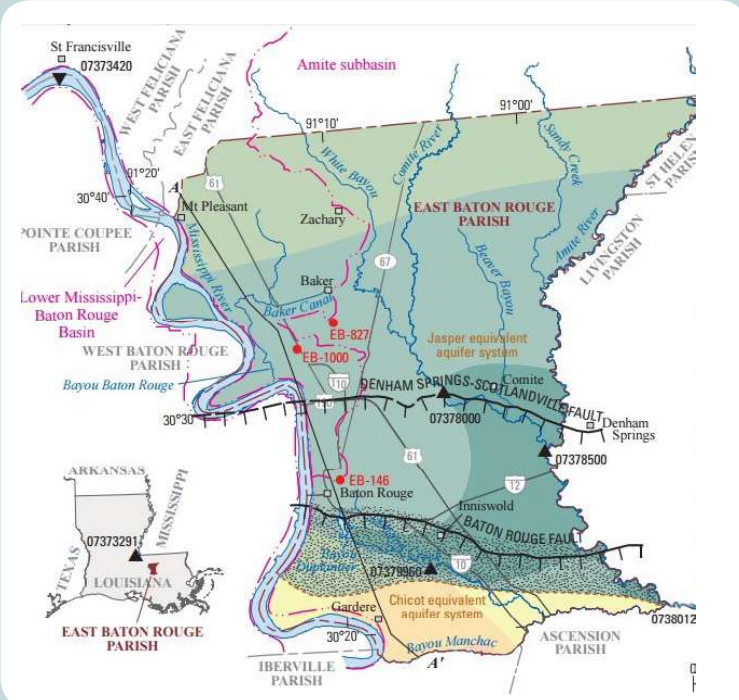 St Francisville
07373420
WEST FELICIANA
PARISH
EAST FELICIANA
PARISH
Amite subbasin
91°00'
91°10'
91°20'
30°40'
A
61
Mt Pleasant
White Bayou
Comite River
Sandy Creek
ST HELENA
PARISH
Zachary
EAST BATON ROUGE
PARISH
Amite River
LIVINGSTON
PARISH
POINTE COUPEE
PARISH
Mississippi River
67
Beaver Bayou
Baker
Baker Canal
Lower Mississippi-
Baton Rouge
Basin
EB-827
Jasper equivalent
aquifer system
WEST BATON ROUGE
PARISH
EB-1000
Bayou Baton Rouge
110
DENHAM SPRINGS-SCOTLANDVILLE FAULT
Comite
30°30'
07378000
Denham
Springs
61
07378500
12
ARKANSAS
MISSISSIPPI
EB-146
Baton Rouge
Inniswold
BATON ROUGE FAULT
07373291
TEXAS
LOUISIANA
Bayou
Duplantier
10
07379960
EAST BATON ROUGE
PARISH
Chicot equivalent
aquifer system
Gardere
0738012
30°20'
Bayou Manchac
ASCENSION
PARISH
A'
IBERVILLE
PARISH
0